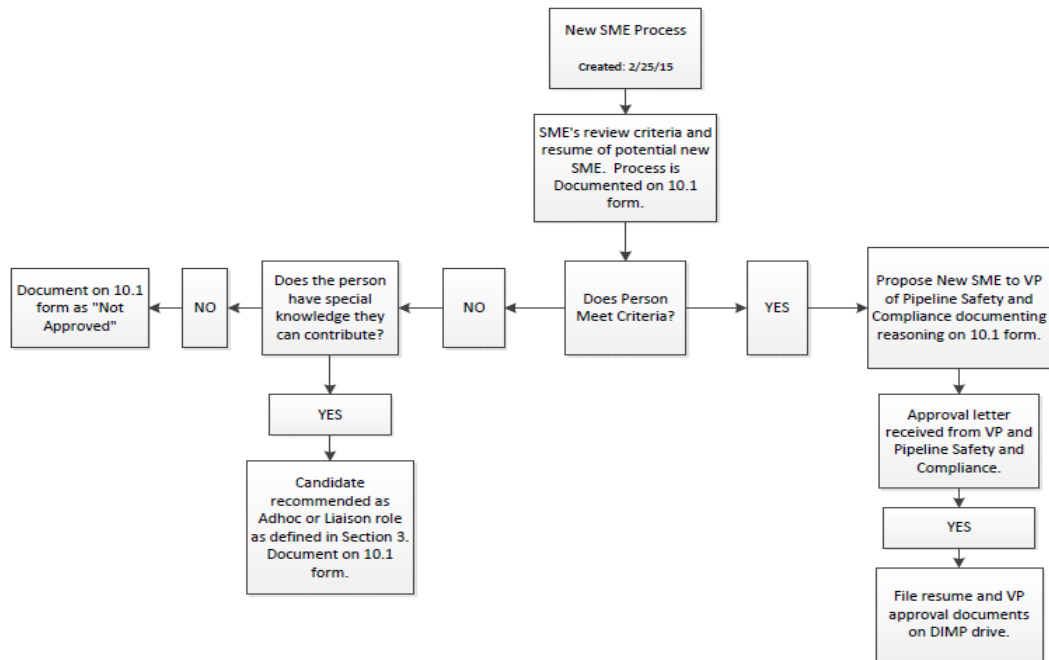 New SME Process
Created: 2/25/15
SME's review criteria and
resume of potential new
SME. Process is
Documented on 10.1
form.
Document on 10.1
form as "Not
Approved"
NO
Does the person
have special
knowledge they
can contribute?
NO
Does Person
Meet Criteria?
YES
Propose New SME to VP
of Pipeline Safety and
Compliance documenting
reasoning on 10.1 form.
YES
Approval letter
received from VP and
Pipeline Safety and
Compliance.
Candidate
recommended as
Adhoc or Liaison role
as defined in Section 3.
Document on 10.1
form.
YES
File resume and VP
approval documents
on DIMP drive.